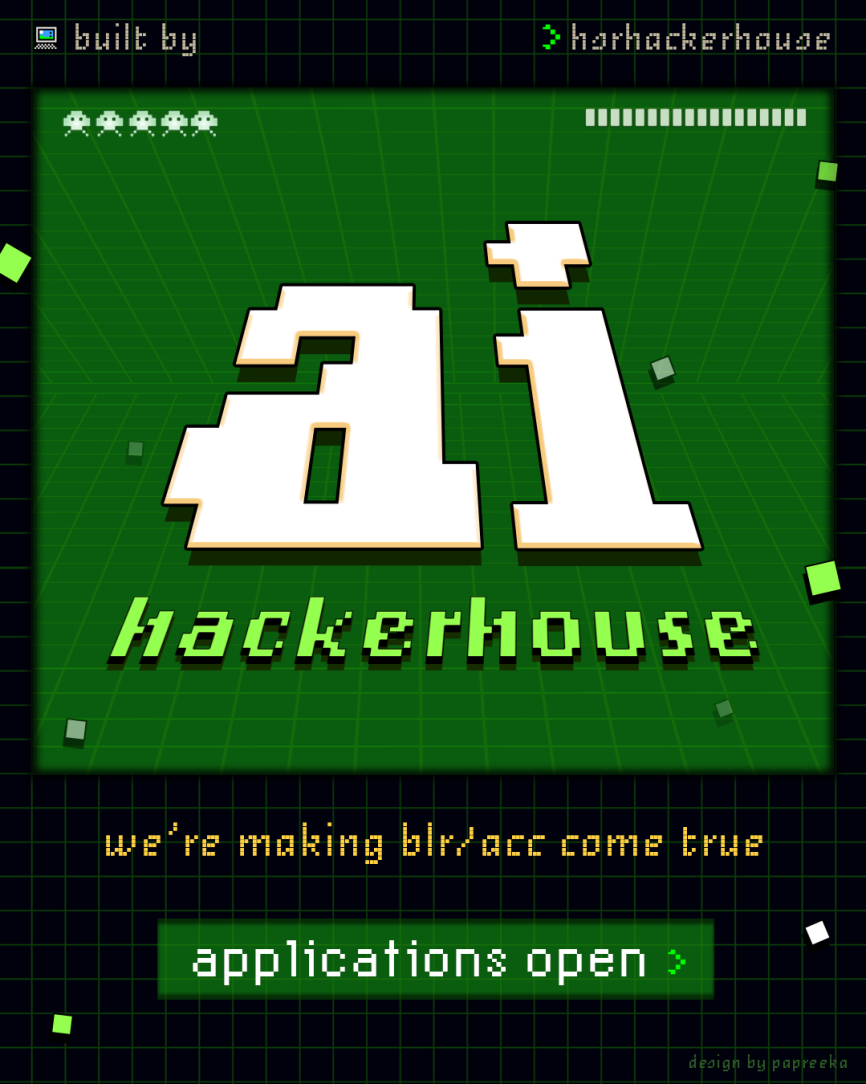 built by
> hsrhackerhouse
ai
hackerhouse
we're making blr/acc come true
applications open >
design by papreeka